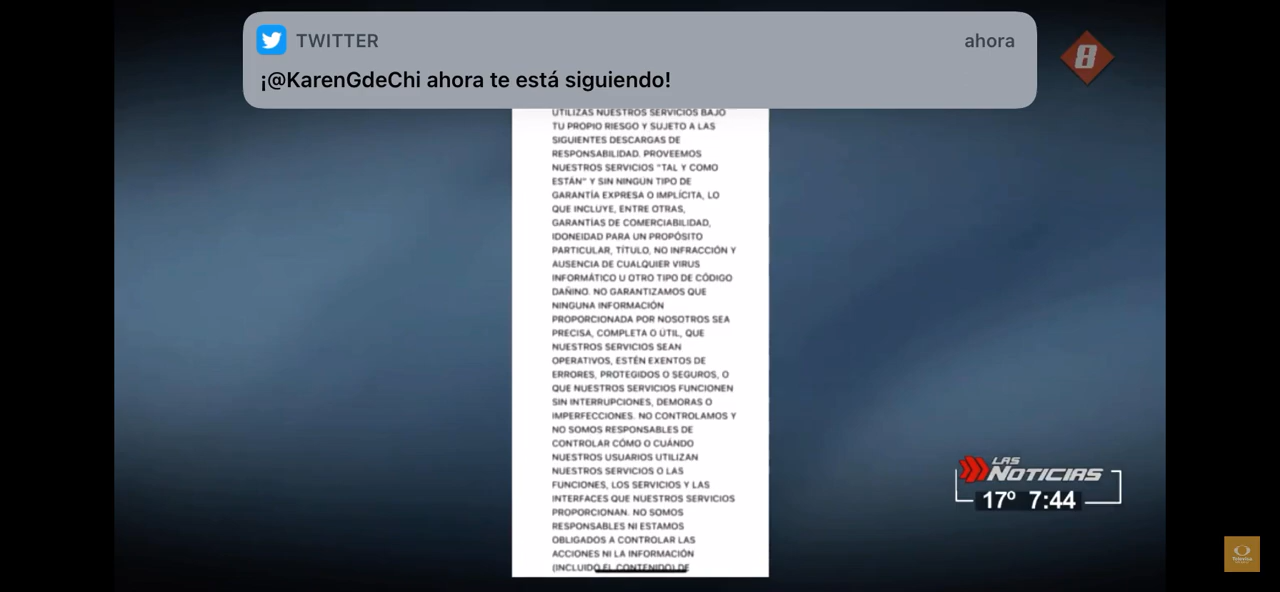 TWITTER
ahora
¡@KarenGdeChi ahora te está siguiendo!
8
UTILIZAS NUESTROS SERVICIOS BAJO
TU PROPIO RIESGO Y SUJETO A LAS
SIGUIENTES DESCARGAS DE
RESPONSABILIDAD. PROVEEMOS
NUESTROS SERVICIOS "TAL Y COMO
ESTÁN" Y SIN NINGUN TIPO DE
GARANTÍA EXPRESA O IMPLÍCITA, LO
QUE INCLUYE, ENTRE OTRAS,
GARANTÍAS DE COMERCIABILIDAD,
IDONEIDAD PARA UN PROPÓSITO
PARTICULAR, TÍTULO, NO INFRACCIÓN Y
AUSENCIA DE CUALQUIER VIRUS
INFORMÁTICO U OTRO TIPO DE CÓDIGO
DAÑINO. NO GARANTIZAMOS QUE
NINGUNA INFORMACIÓN
PROPORCIONADA POR NOSOTROS SEA
PRECISA, COMPLETA O ÚTIL, QUE
NUESTROS SERVICIOS SEAN
OPERATIVOS, ESTÉN EXENTOS DE
ERRORES, PROTEGIDOS O SEGUROS, O
QUE NUESTROS SERVICIOS FUNCIONEN
SIN INTERRUPCIONES, DEMORAS O
IMPERFECCIONES. NO CONTROLAMOS Y
NO SOMOS RESPONSABLES DE
CONTROLAR CÓMO O CUÁNDO
NUESTROS USUARIOS UTILIZAN
NUESTROS SERVICIOS O LAS
FUNCIONES, LOS SERVICIOS Y LAS
INTERFACES QUE NUESTROS SERVICIOS
PROPORCIONAN. NO SOMOS
RESPONSABLES NI ESTAMOS
OBLIGADOS A CONTROLAR LAS
ACCIONES NI LA INFORMACIÓN
(INCLUIDO EL CONTENIDO) DE
LAS
NOTICIAS
17º 7:44